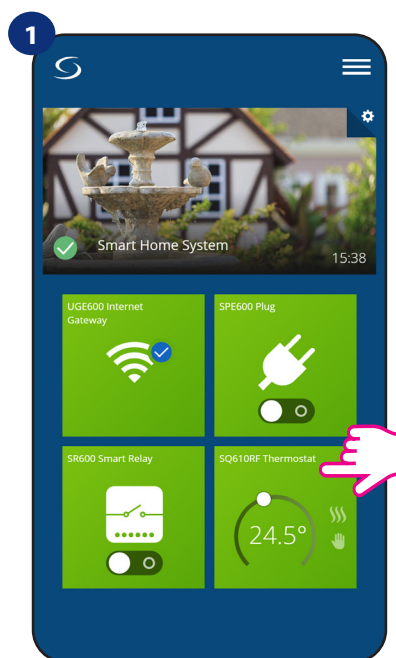 1
Smart Home System
15:38
UGE600 Internet
Gateway
SPE600 Plug
SR600 Smart Relay
SQ610RF Thermostat
24.5°